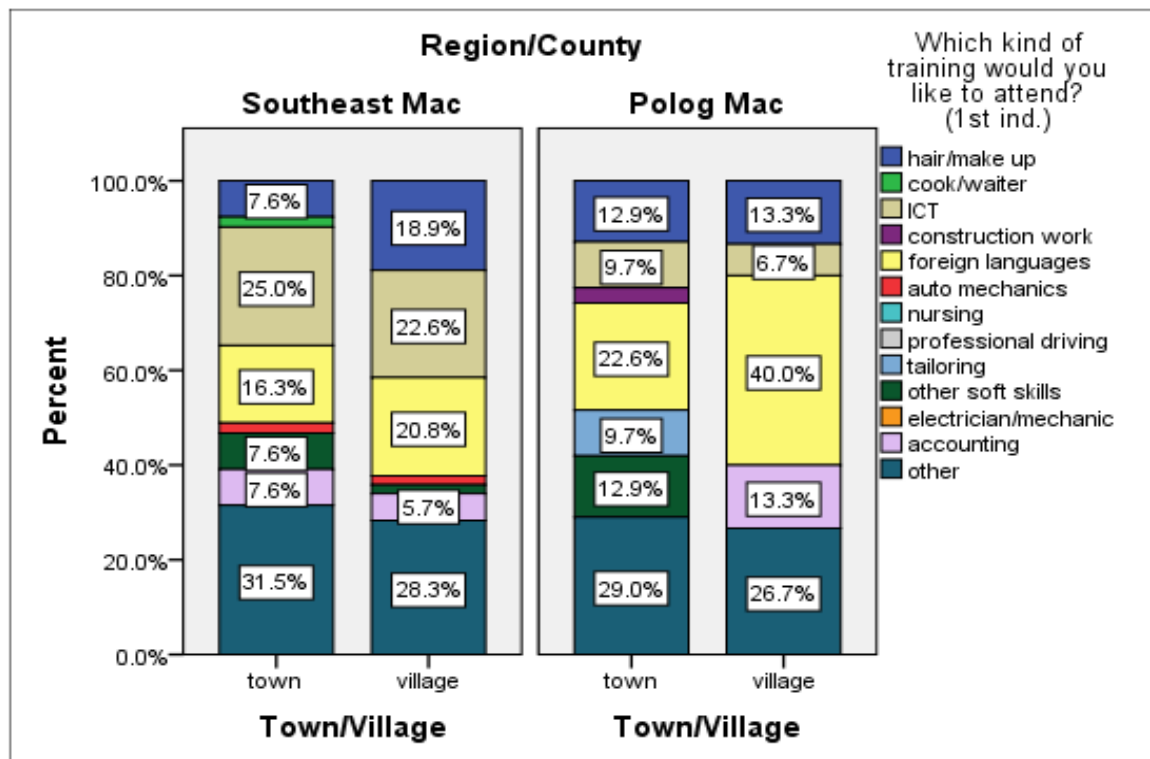 Region/County
Southeast Mac
Polog Mac
Which kind of
training would you
like to attend?
(1st ind.)
hair/make up
cook/waiter
ICT
construction work
foreign languages
auto mechanics
nursing
professional driving
tailoring
other soft skills
electrician/mechanic
accounting
other
Percent
100.0%
80.0%
60.0%
40.0%
20.0%
0.0%
7.6%
25.0%
16.3%
7.6%
7.6%
31.5%
18.9%
22.6%
20.8%
5.7%
28.3%
12.9%
9.7%
22.6%
9.7%
12.9%
29.0%
13.3%
6.7%
40.0%
13.3%
26.7%
town
village
town
village
Town/Village
Town/Village